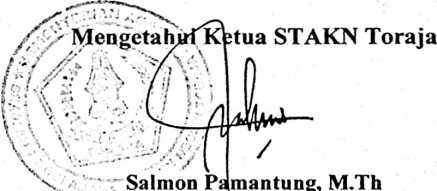 Mengetahui Ketua STAKN Toraja
Salmon Pamantung, M.Th